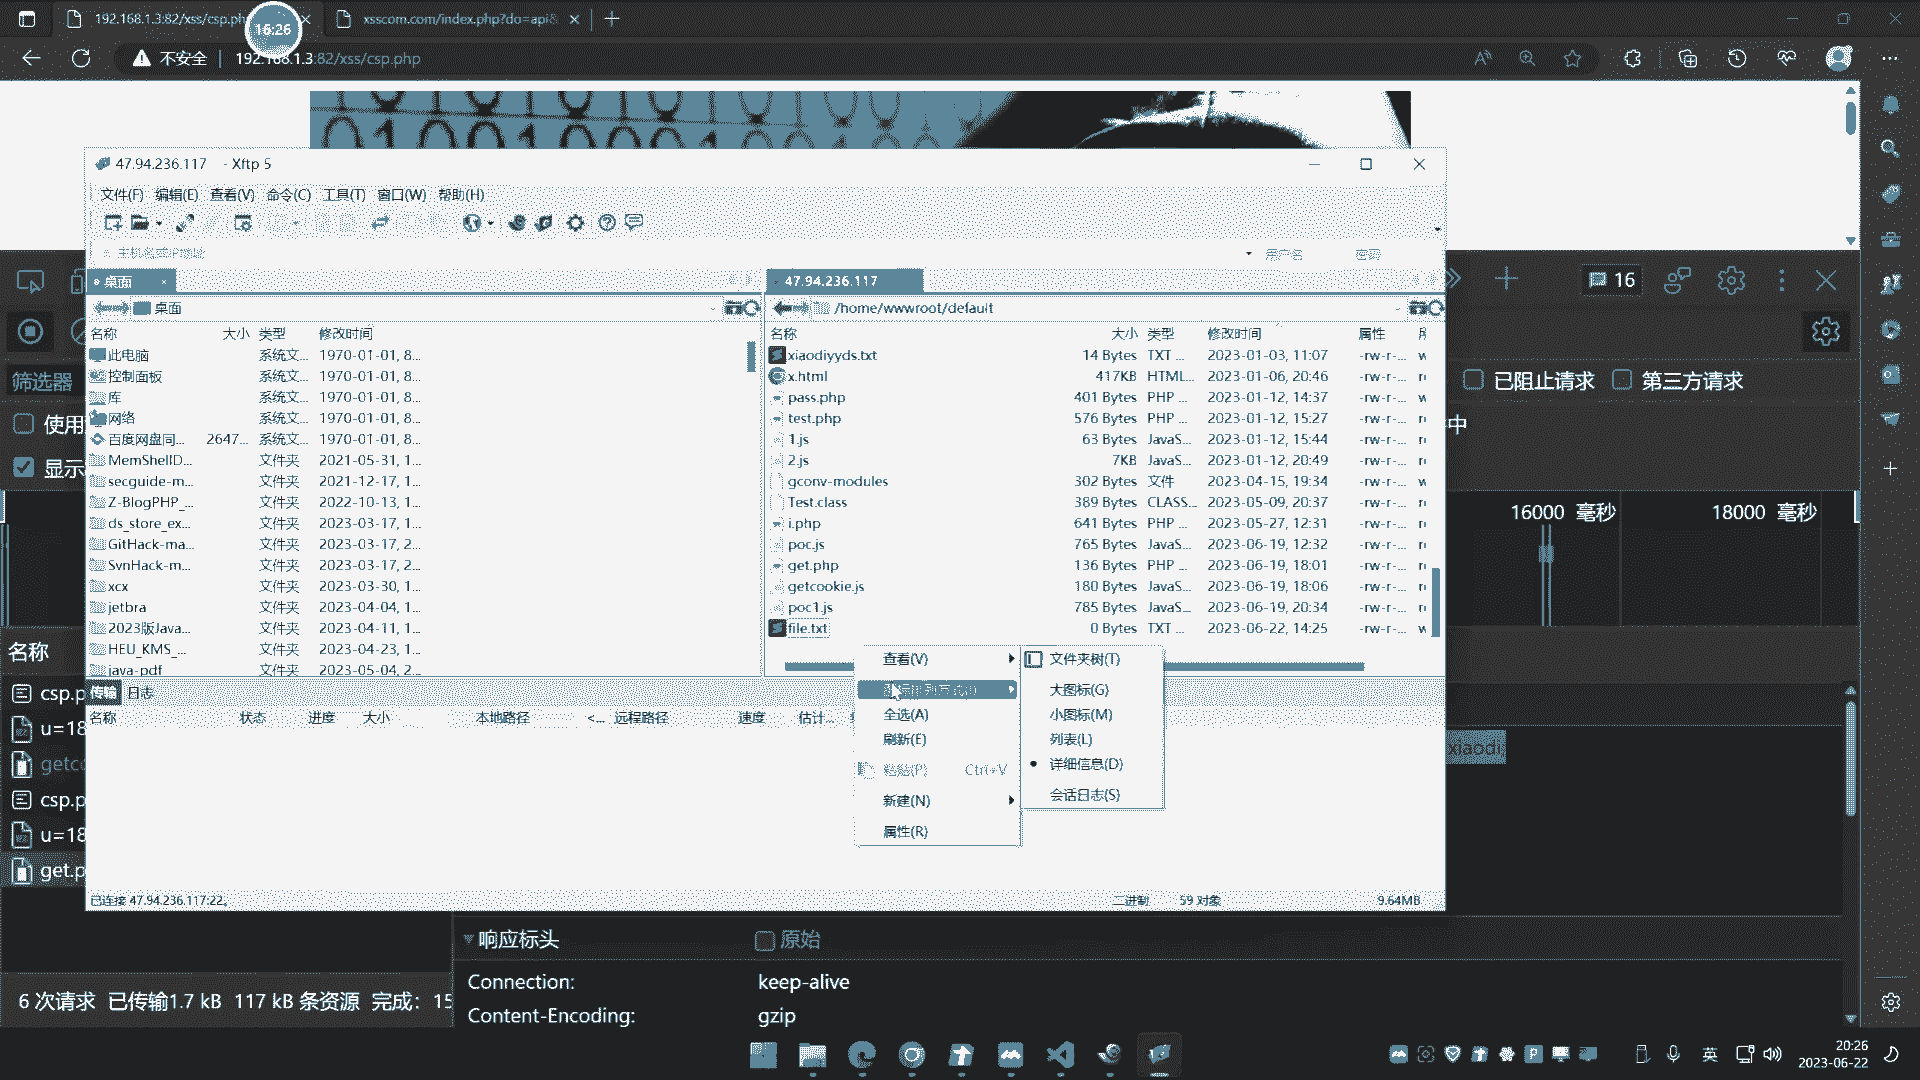 192.168.1.3:82/xss/csp.ph
xsscom.com/index.php?do=api&
16:26
不安全
192.168.1.3:82/xss/csp.php
47.94.236.117 - Xftp 5
文件(F) 编辑(E) 查看(V) 命令(C) 工具(T) 窗口(W) 帮助(H)
主机名或IP地址
用户名
密码
桌面
47.94.236.117
16
桌面
/home/wwwroot/default
名称 大小 类型 修改时间
名称 大小 类型 修改时间 属性
此电脑 系统文... 1970-01-01, 8...
控制面板 系统文... 1970-01-01, 8...
库 系统文... 1970-01-01, 8...
网络 系统文... 1970-01-01, 8...
百度网盘同... 2647... 系统文... 1970-01-01, 8...
MemShellD... 文件夹 2021-05-31, 1...
secguide-m... 文件夹 2021-12-17, 1...
Z-BlogPHP_... 文件夹 2022-10-13, 1...
ds_store_ex... 文件夹 2023-03-17, 1...
GitHack-ma... 文件夹 2023-03-17, 2...
SvnHack-m... 文件夹 2023-03-17, 2...
xcx 文件夹 2023-03-30, 1...
jetbra 文件夹 2023-04-04, 1...
2023版Java... 文件夹 2023-04-11, 1...
HEU_KMS_... 文件夹 2023-04-23, 1...
java-pdf 文件夹 2023-05-04, 2...
xiaodiyyds.txt 14 Bytes TXT ... 2023-01-03, 11:07 -rw-r-... w
x.html 417KB HTML... 2023-01-06, 20:46 -rw-r-... r
pass.php 401 Bytes PHP ... 2023-01-12, 14:37 -rw-r-... w
test.php 576 Bytes PHP ... 2023-01-12, 15:27 -rw-r-... r
1.js 63 Bytes JavaS... 2023-01-12, 15:44 -rw-r-... r
2.js 7KB JavaS... 2023-01-12, 20:49 -rw-r-... r
gconv-modules 302 Bytes 文件 2023-04-15, 19:34 -rw-r-... w
Test.class 389 Bytes CLASS... 2023-05-09, 20:37 -rw-r-... r
i.php 641 Bytes PHP ... 2023-05-27, 12:31 -rw-r-... r
poc.js 765 Bytes JavaS... 2023-06-19, 12:32 -rw-r-... r
get.php 136 Bytes PHP ... 2023-06-19, 18:01 -rw-r-... r
getcookie.js 180 Bytes JavaS... 2023-06-19, 18:06 -rw-r-... r
poc1.js 785 Bytes JavaS... 2023-06-19, 20:34 -rw-r-... r
file.txt 0 Bytes TXT ... 2023-06-22, 14:25 -rw-r-... w
查看(V)
图标排列方式(I)
全选(A)
刷新(E)
粘贴(P) Ctrl+V
新建(N)
属性(R)
文件夹树(T)
大图标(G)
小图标(M)
列表(L)
详细信息(D)
会话日志(S)
传输 日志
名称 状态 进度 大小 本地路径 <... 远程路径 速度 估计...
已连接 47.94.236.117:22。
二进制 59 对象 9.64MB
筛选器
已阻止请求 第三方请求
使用
中
显示
16000 毫秒 18000 毫秒
名称
csp.p
u=18
getco
csp.p
u=18
get.p
xiaodi
响应标头 原始
Connection: keep-alive
Content-Encoding: gzip
6 次请求 已传输1.7 kB 117 kB 条资源 完成: 15
英
20:26
2023-06-22